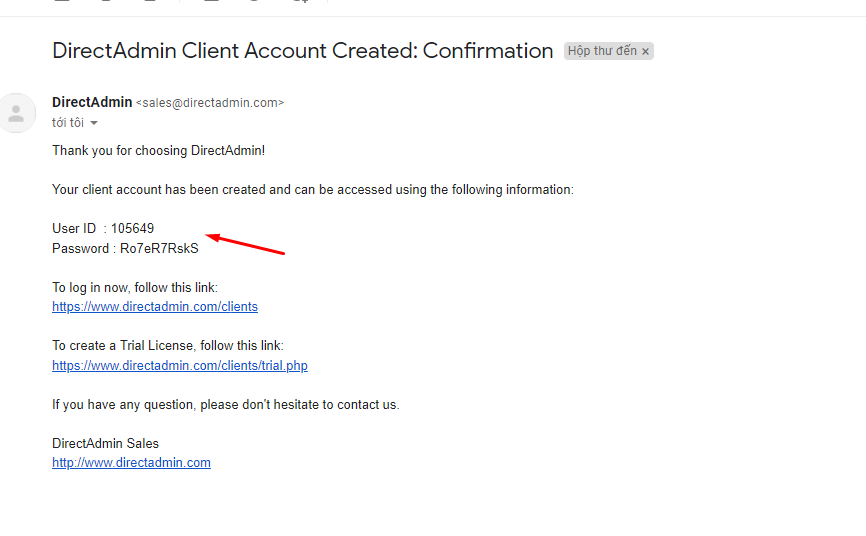 DirectAdmin Client Account Created: Confirmation Hộp thư đến ×
DirectAdmin <sales@directadmin.com>
tới tôi
Thank you for choosing DirectAdmin!
Your client account has been created and can be accessed using the following information:
User ID : 105649
Password : Ro7eR7RskS
To log in now, follow this link:
https://www.directadmin.com/clients
To create a Trial License, follow this link:
https://www.directadmin.com/clients/trial.php
If you have any question, please don't hesitate to contact us.
DirectAdmin Sales
http://www.directadmin.com